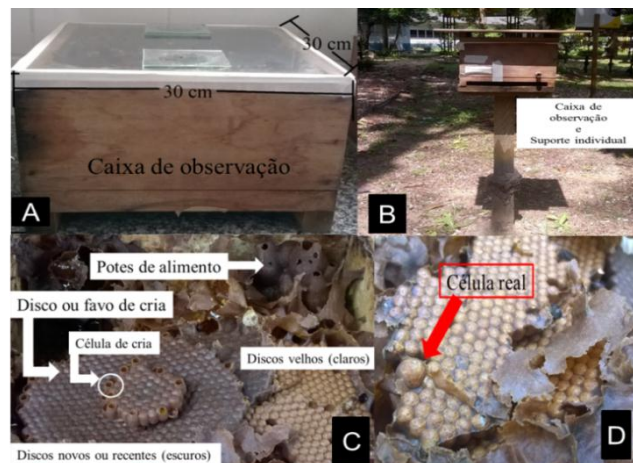 30 cm
30 cm
Caixa de observação
A
Caixa de
observação
e
Suporte individual
B
Potes de alimento
Disco ou favo de cria
Célula de cria
Discos velhos (claros)
Discos novos ou recentes (escuros)
C
Célula real
D